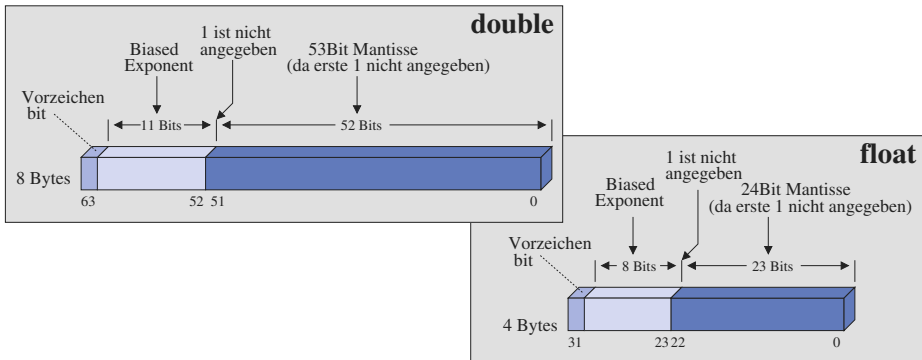 double
1 ist nicht
angegeben
Biased
Exponent
53Bit Mantisse
(da erste 1 nicht angegeben)
Vorzeichen
bit
11 Bits
52 Bits
8 Bytes
63
52 51
0
float
1 ist nicht
angegeben
Biased
Exponent
24Bit Mantisse
(da erste 1 nicht angegeben)
Vorzeichen
bit
8 Bits
23 Bits
4 Bytes
31
23 22
0